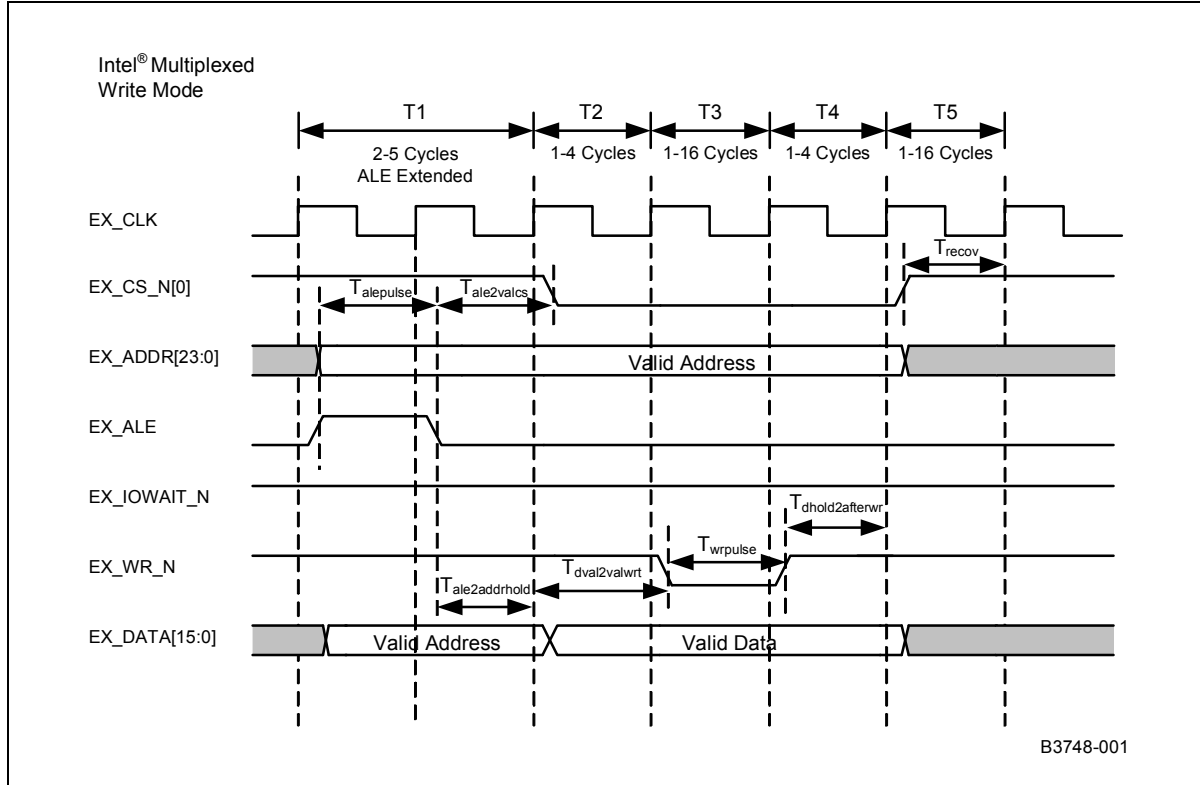 Intel® Multiplexed
Write Mode
T1 T2 T3 T4 T5
2-5 Cycles 1-4 Cycles 1-16 Cycles 1-4 Cycles 1-16 Cycles
ALE Extended
EX_CLK
Trecov
EX_CS_N[0]
Talepulse Tale2valcs
EX_ADDR[23:0] Valid Address
EX_ALE
EX_IOWAIT_N
Tdhold2afterwr
Twrpulse
EX_WR_N
Tdval2valwrt
Tale2addrhold
EX_DATA[15:0] Valid Address Valid Data
B3748-001